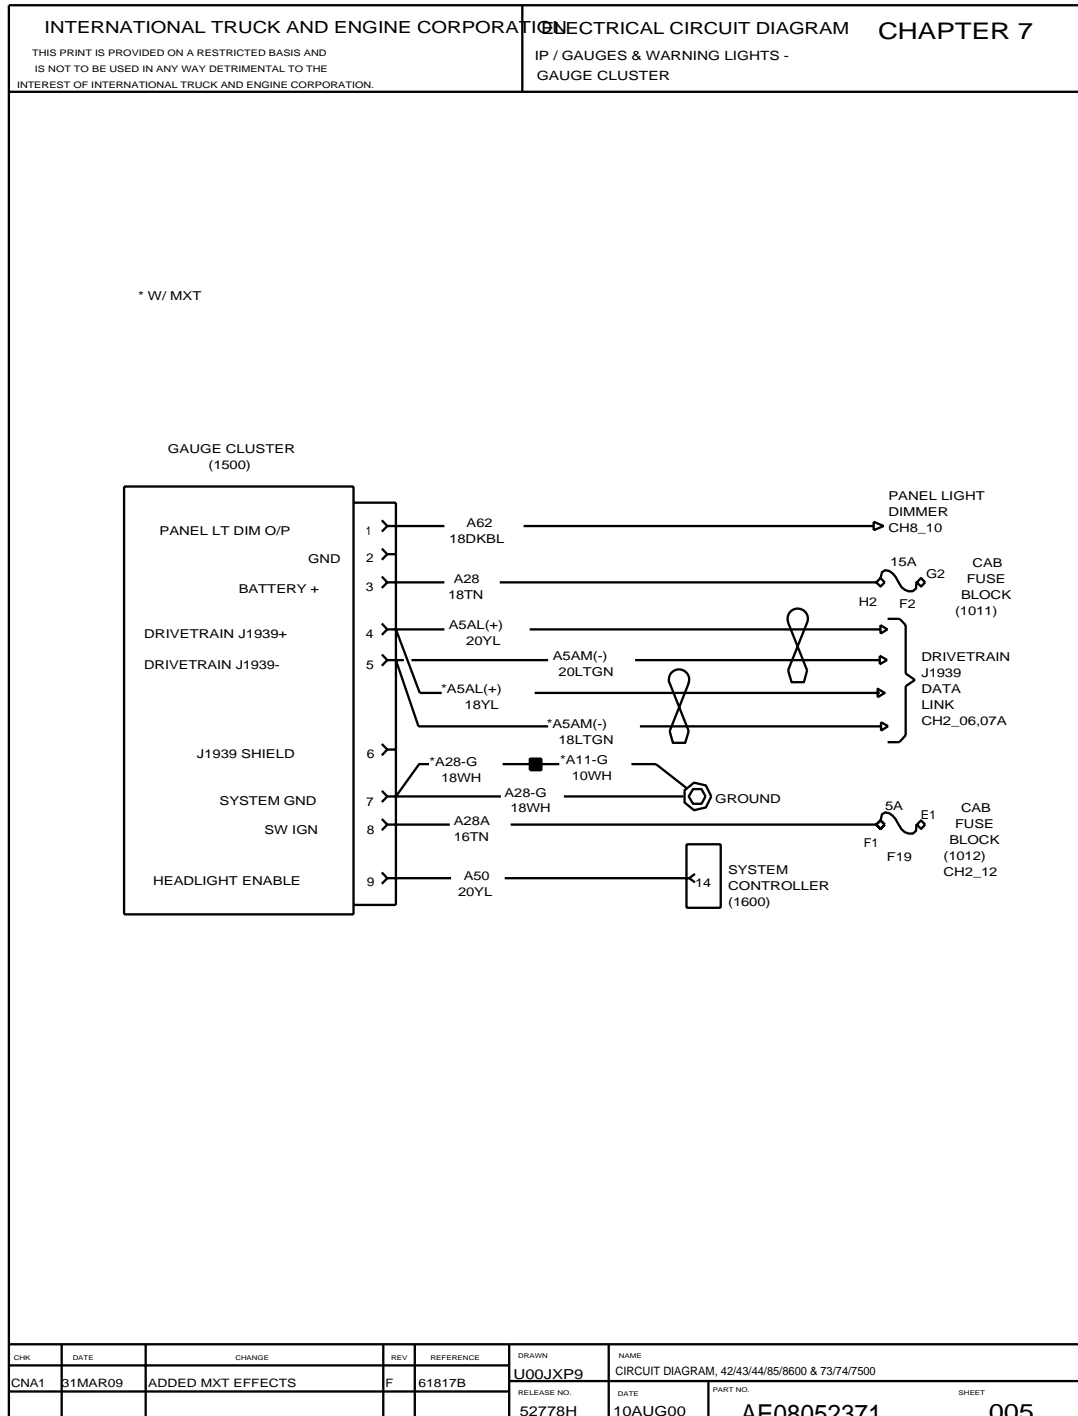 INTERNATIONAL TRUCK AND ENGINE CORPORATION
ELECTRICAL CIRCUIT DIAGRAM
CHAPTER 7
THIS PRINT IS PROVIDED ON A RESTRICTED BASIS AND
IS NOT TO BE USED IN ANY WAY DETRIMENTAL TO THE
INTEREST OF INTERNATIONAL TRUCK AND ENGINE CORPORATION.
IP / GAUGES & WARNING LIGHTS -
GAUGE CLUSTER
* W/ MXT
GAUGE CLUSTER
(1500)
PANEL LT DIM O/P 1
A62
18DKBL
PANEL LIGHT
DIMMER
CH8_10
GND 2
BATTERY + 3
A28
18TN
15A
H2 F2 G2
CAB
FUSE
BLOCK
(1011)
DRIVETRAIN J1939+ 4
A5AL(+)
20YL
DRIVETRAIN J1939- 5
A5AM(-)
20LTGN
*A5AL(+)
18YL
*A5AM(-)
18LTGN
DRIVETRAIN
J1939
DATA
LINK
CH2_06,07A
J1939 SHIELD 6
*A28-G
18WH
*A11-G
10WH
SYSTEM GND 7
A28-G
18WH
GROUND
SW IGN 8
A28A
16TN
5A
F1 F19 E1
CAB
FUSE
BLOCK
(1012)
CH2_12
HEADLIGHT ENABLE 9
A50
20YL
14
SYSTEM
CONTROLLER
(1600)
CHK DATE CHANGE REV REFERENCE
CNA1 31MAR09 ADDED MXT EFFECTS F 61817B
DRAWN
U00JXP9
NAME
CIRCUIT DIAGRAM, 42/43/44/85/8600 & 73/74/7500
RELEASE NO.
52778H
DATE
10AUG00
PART NO.
AE08052371
SHEET
005